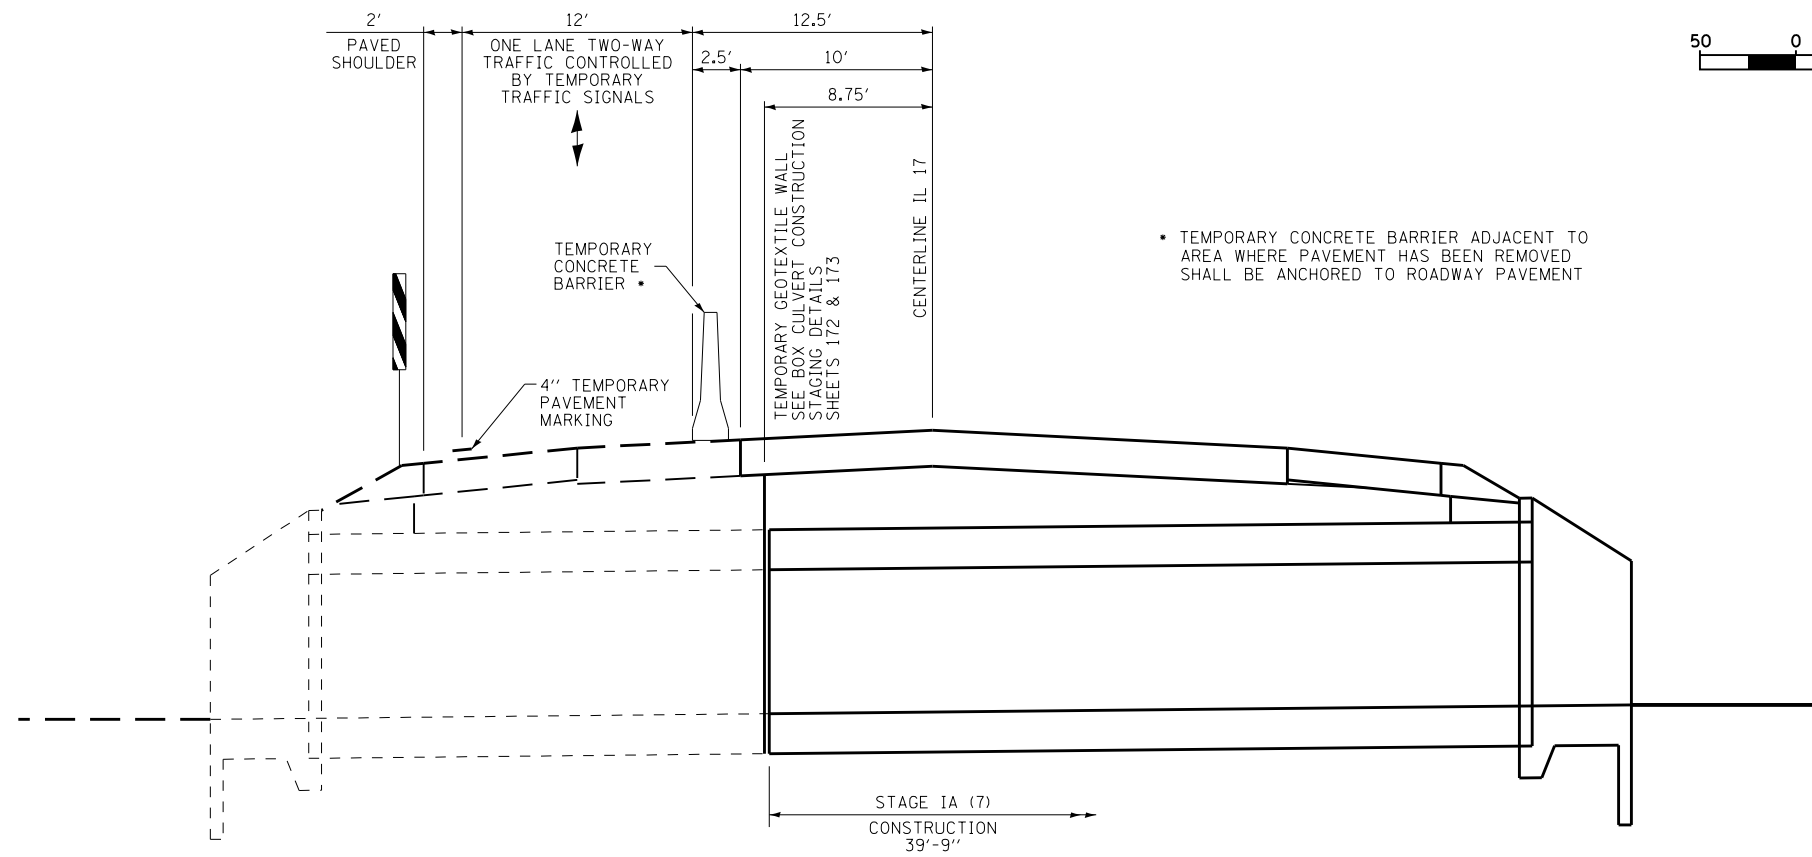 2'
12'
12.5'
50
0
PAVED
SHOULDER
ONE LANE TWO-WAY
TRAFFIC CONTROLLED
BY TEMPORARY
TRAFFIC SIGNALS
2.5'
10'
8.75'
TEMPORARY GEOTEXTILE WALL
SEE BOX CULVERT CONSTRUCTION
STAGING DETAILS
SHEETS 172 & 173
CENTERLINE IL 17
* TEMPORARY CONCRETE BARRIER ADJACENT TO
AREA WHERE PAVEMENT HAS BEEN REMOVED
SHALL BE ANCHORED TO ROADWAY PAVEMENT
TEMPORARY
CONCRETE
BARRIER *
4'' TEMPORARY
PAVEMENT
MARKING
STAGE IA (7)
CONSTRUCTION
39'-9''